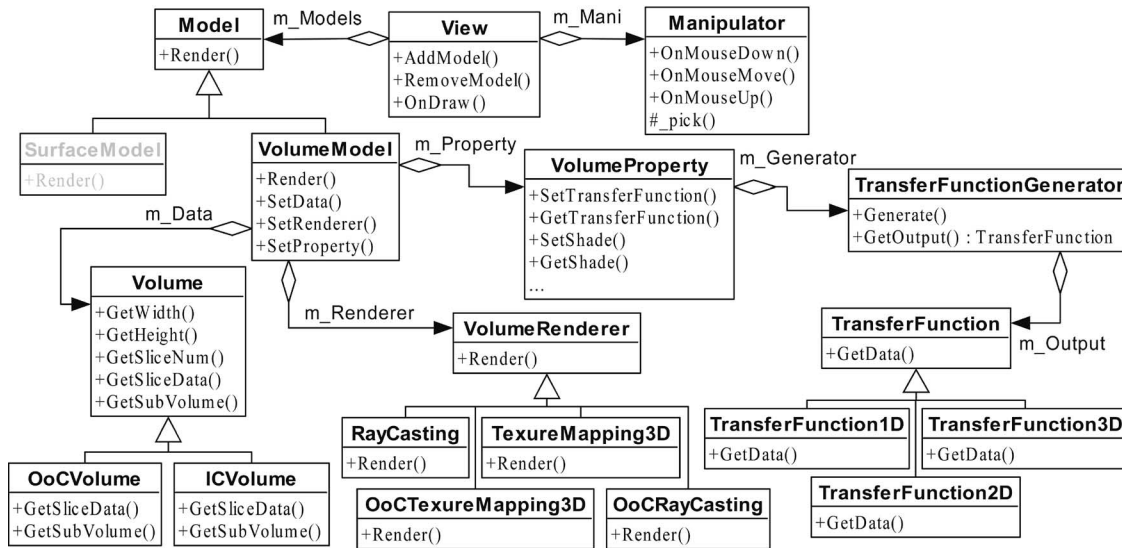 Model
+Render()
m_Models
View
+AddModel()
+RemoveModel()
+OnDraw()
m_Mani
Manipulator
+OnMouseDown()
+OnMouseMove()
+OnMouseUp()
#_pick()
SurfaceModel
+Render()
VolumeModel
+Render()
+SetData()
+SetRenderer()
+SetProperty()
m_Property
VolumeProperty
+SetTransferFunction()
+GetTransferFunction()
+SetShade()
+GetShade()
...
m_Generator
TransferFunctionGenerator
+Generate()
+GetOutput() : TransferFunction
m_Data
Volume
+GetWidth()
+GetHeight()
+GetSliceNum()
+GetSliceData()
+GetSubVolume()
m_Renderer
VolumeRenderer
+Render()
TransferFunction
+GetData()
m_Output
RayCasting
+Render()
TexureMapping3D
+Render()
TransferFunction1D
+GetData()
TransferFunction3D
+GetData()
OoCVolume
+GetSliceData()
+GetSubVolume()
ICVolume
+GetSliceData()
+GetSubVolume()
OoCTexureMapping3D
+Render()
OoCRayCasting
+Render()
TransferFunction2D
+GetData()